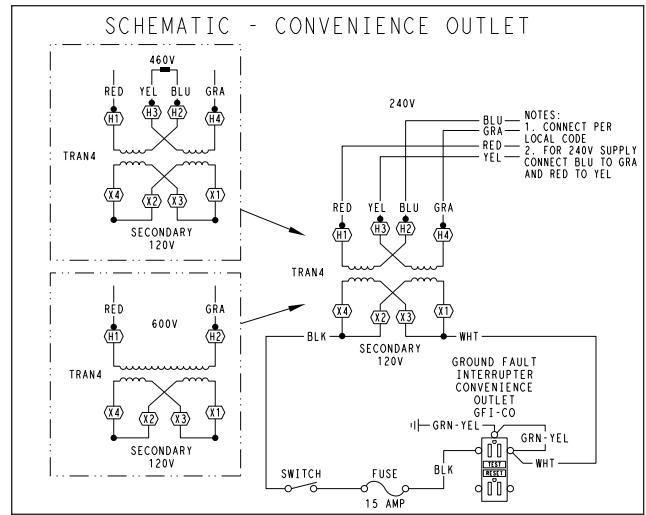 SCHEMATIC - CONVENIENCE OUTLET
460V
RED YEL BLU GRA
H1 H3 H2 H4
TRAN4
X4 X2 X3 X1
SECONDARY
120V
RED GRA
600V
H1 H2
TRAN4
X4 X2 X3 X1
SECONDARY
120V
240V
BLU
GRA
RED
YEL
NOTES:
1. CONNECT PER
LOCAL CODE
2. FOR 240V SUPPLY
CONNECT BLU TO GRA
AND RED TO YEL
RED YEL BLU GRA
H1 H3 H2 H4
TRAN4
X4 X2 X3 X1
BLK WHT
SECONDARY
120V
GROUND FAULT
INTERRUPTER
CONVENIENCE
OUTLET
GFI-CO
GRN-YEL
GRN-YEL
WHT
BLK
TEST
RESET
SWITCH FUSE
15 AMP